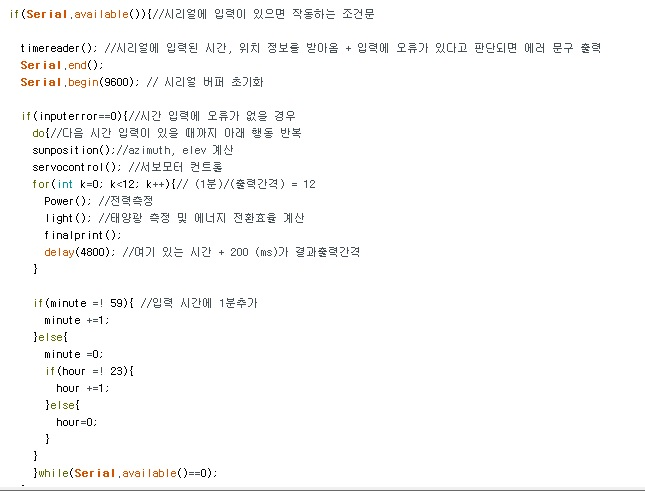 if(Serial.available()){//시리얼에 입력이 있으면 작동하는 조건문
timereader(); //시리얼에 입력된 시간, 위치 정보를 받아옴 + 입력에 오류가 있다고 판단되면 에러 문구 출력
Serial.end();
Serial.begin(9600); // 시리얼 버퍼 초기화
if(inputerror==0){//시간 입력에 오류가 없을 경우
do{//다음 시간 입력이 있을 때까지 아래 행동 반복
sunposition();//azimuth, elev 계산
servocontrol(); //서보모터 컨트롤
for(int k=0; k<12; k++){// (1분)/(출력간격) = 12
Power(); //전력측정
light(); //태양광 측정 및 에너지 전환효율 계산
finalprint();
delay(4800); //여기 있는 시간 + 200 (ms)가 결과출력간격
}
if(minute =! 59){ //입력 시간에 1분추가
minute +=1;
}else{
minute =0;
if(hour =! 23){
hour +=1;
}else{
hour=0;
}
}
}while(Serial.available()==0);